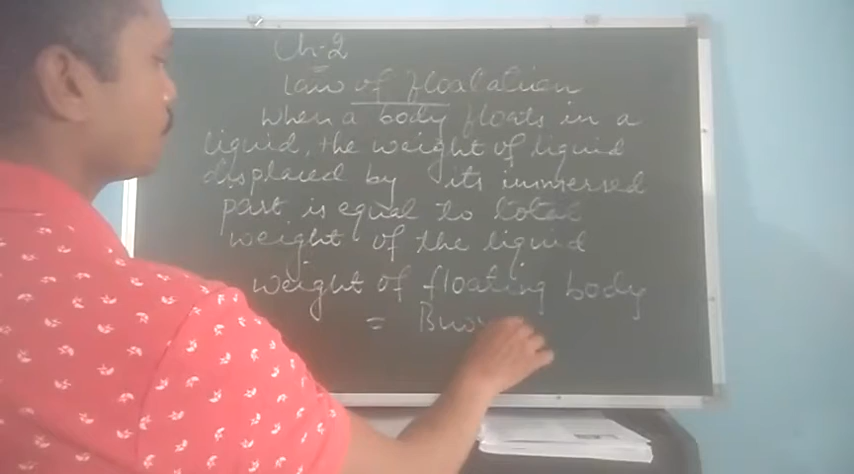 Ch-2
Law of floatation
When a body floats in a
liquid, the weight of liquid
displaced by its immersed
part is equal to total
weight of the liquid
weight of floating body
= Buoy